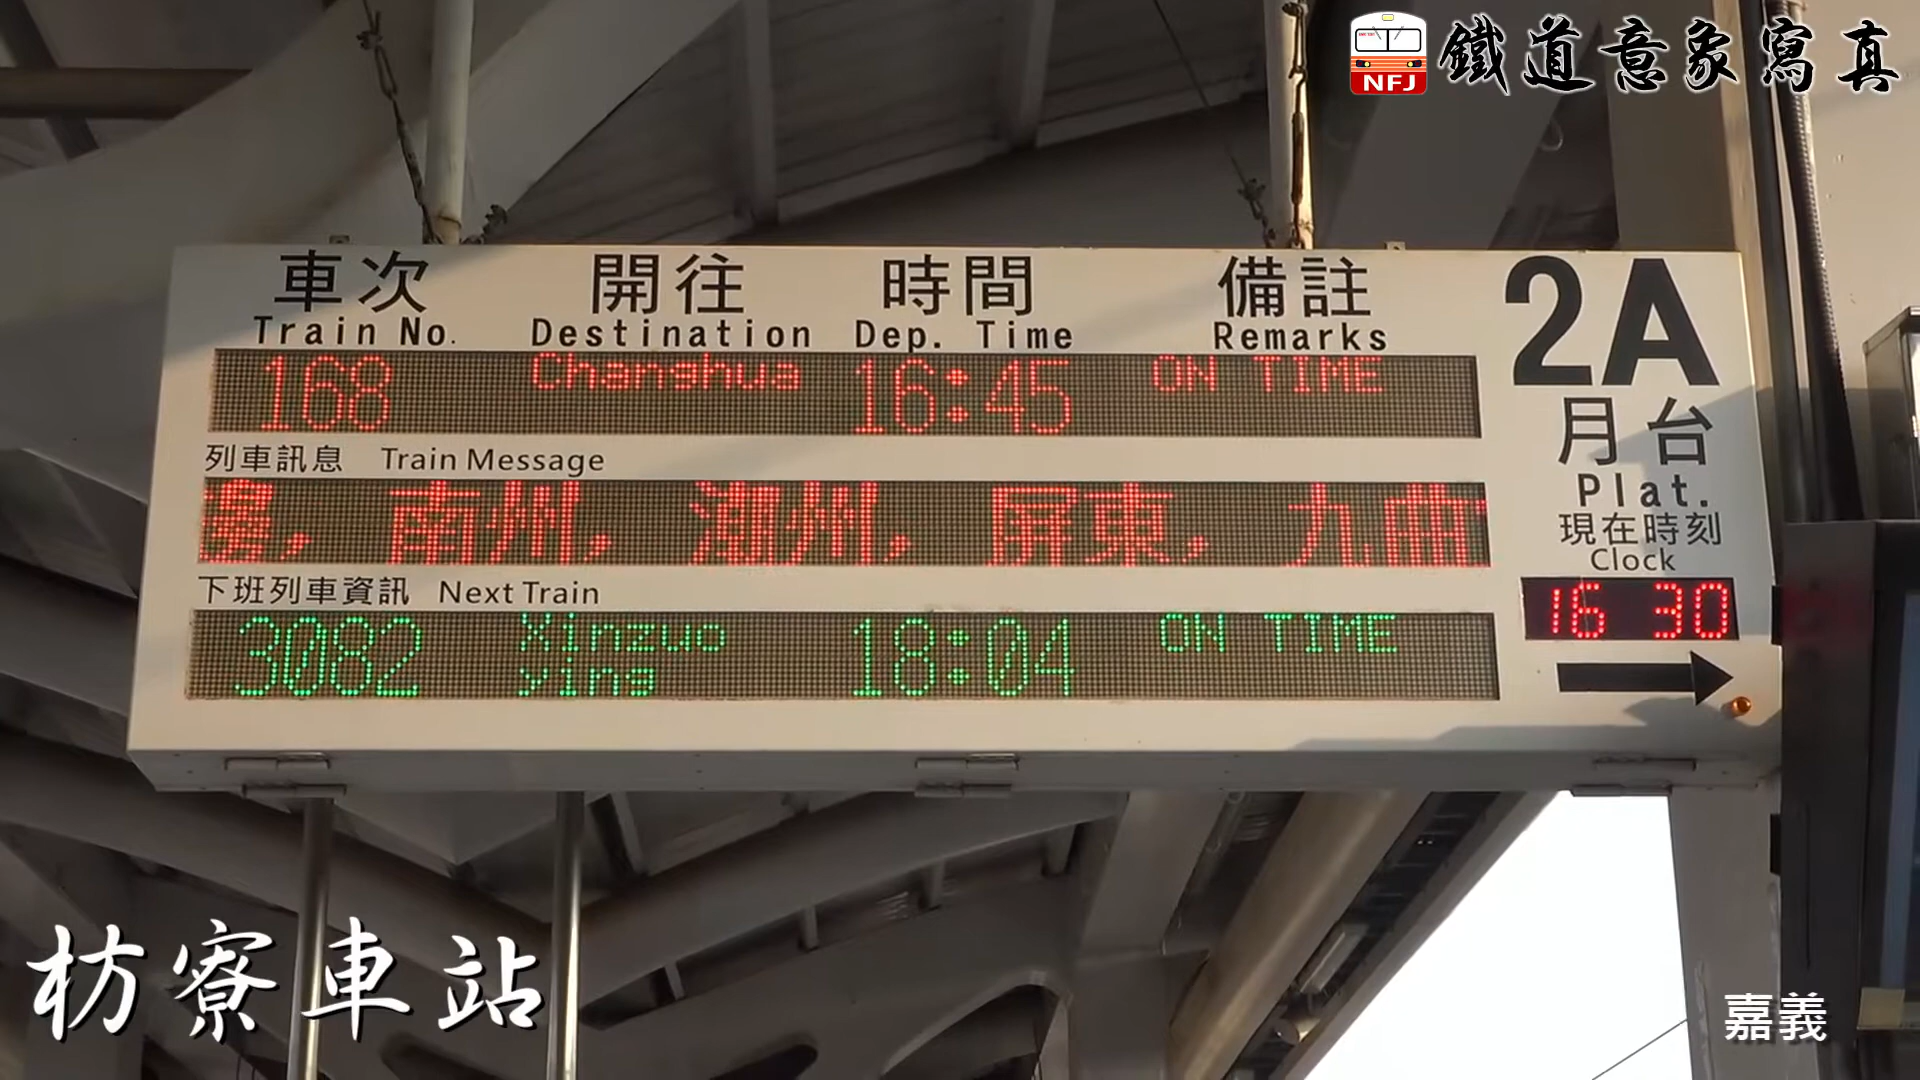 NFJ 鐵道意象寫真
車次 開往 時間 備註
Train No. Destination Dep. Time Remarks
168 Changhua 16:45 ON TIME
列車訊息 Train Message
邊, 南州, 潮州, 屏東, 九曲
下班列車資訊 Next Train
3082 Xinzuo
ying 18:04 ON TIME
2A
月台
Plat.
現在時刻
Clock
16 30
枋寮車站
嘉義